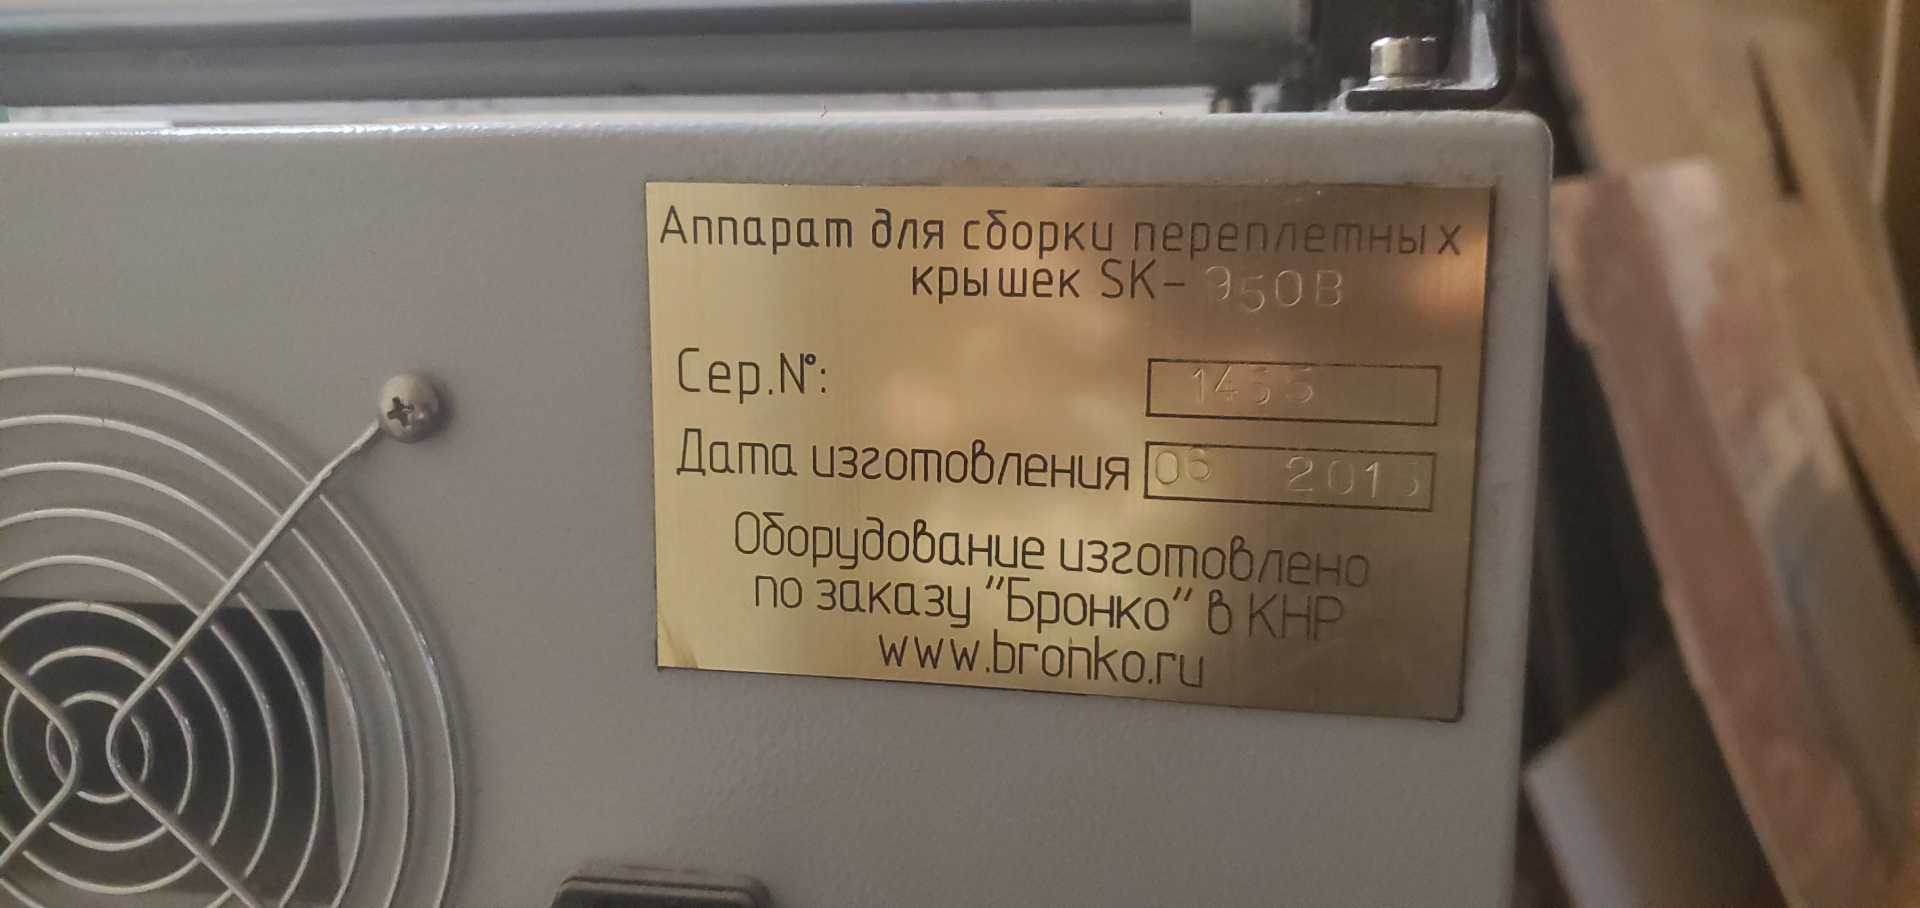 Аппарат для сборки переплетных
крышек SK- 950B
Сер.№:
Дата изготовления 06 2015
Оборудование изготовлено
по заказу "Бронко" в КНР
www.bronko.ru